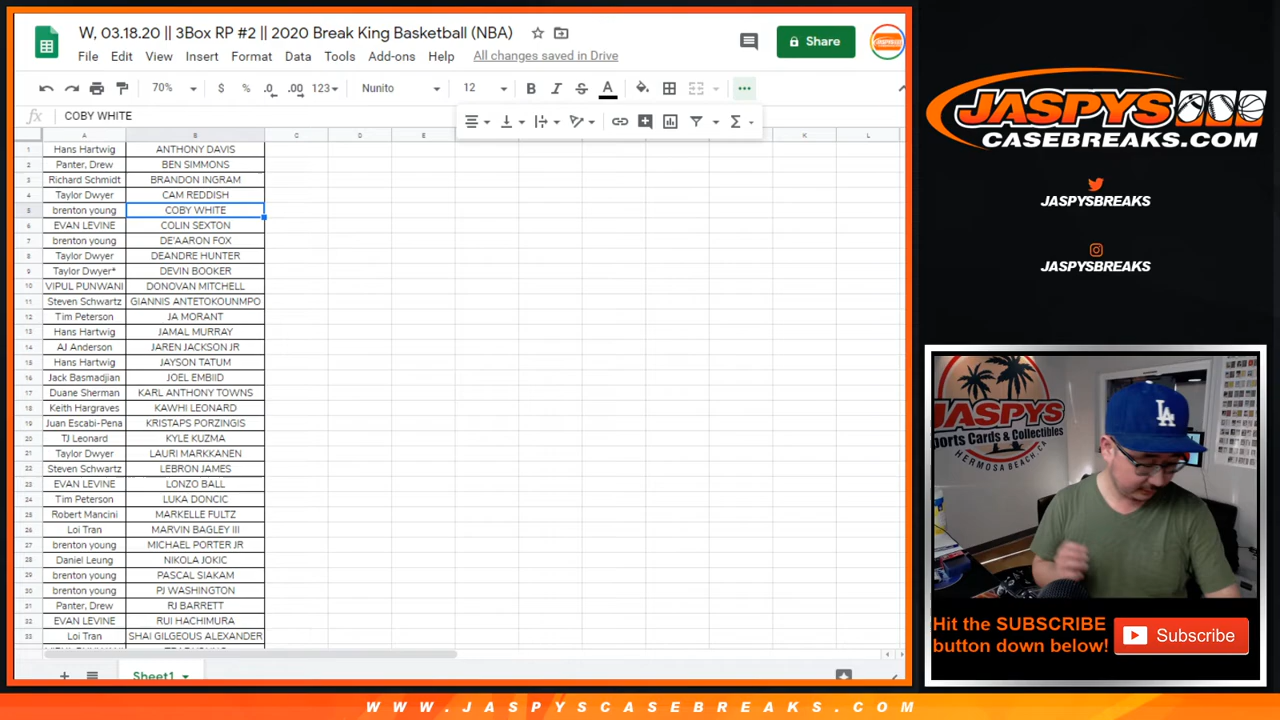 W, 03.18.20 || 3Box RP #2 || 2020 Break King Basketball (NBA)
File Edit View Insert Format Data Tools Add-ons Help All changes saved in Drive
Share
70% $ % .0 .00 123 Nunito 12 B I S A
fx COBY WHITE
A B C D E K L
1 Hans Hartwig ANTHONY DAVIS
2 Panter, Drew BEN SIMMONS
3 Richard Schmidt BRANDON INGRAM
4 Taylor Dwyer CAM REDDISH
5 brenton young COBY WHITE
6 EVAN LEVINE COLIN SEXTON
7 brenton young DE'AARON FOX
8 Taylor Dwyer DEANDRE HUNTER
9 Taylor Dwyer* DEVIN BOOKER
10 VIPUL PUNWANI DONOVAN MITCHELL
11 Steven Schwartz GIANNIS ANTETOKOUNMPO
12 Tim Peterson JA MORANT
13 Hans Hartwig JAMAL MURRAY
14 AJ Anderson JAREN JACKSON JR
15 Hans Hartwig JAYSON TATUM
16 Jack Basmadjian JOEL EMBIID
17 Duane Sherman KARL ANTHONY TOWNS
18 Keith Hargraves KAWHI LEONARD
19 Juan Escabi-Pena KRISTAPS PORZINGIS
20 TJ Leonard KYLE KUZMA
21 Taylor Dwyer LAURI MARKKANEN
22 Steven Schwartz LEBRON JAMES
23 EVAN LEVINE LONZO BALL
24 Tim Peterson LUKA DONCIC
25 Robert Mancini MARKELLE FULTZ
26 Loi Tran MARVIN BAGLEY III
27 brenton young MICHAEL PORTER JR
28 Daniel Leung NIKOLA JOKIC
29 brenton young PASCAL SIAKAM
30 brenton young PJ WASHINGTON
31 Panter, Drew RJ BARRETT
32 EVAN LEVINE RUI HACHIMURA
33 Loi Tran SHAI GILGEOUS ALEXANDER
Sheet1
JASPYS
CASEBREAKS.COM
JASPYSBREAKS
JASPYSBREAKS
JASPYS
Sports Cards & Collectibles
HERMOSA BEACH, CA
LA
Hit the SUBSCRIBE
button down below!
Subscribe
WWW.JASPYSCASEBREAKS.COM